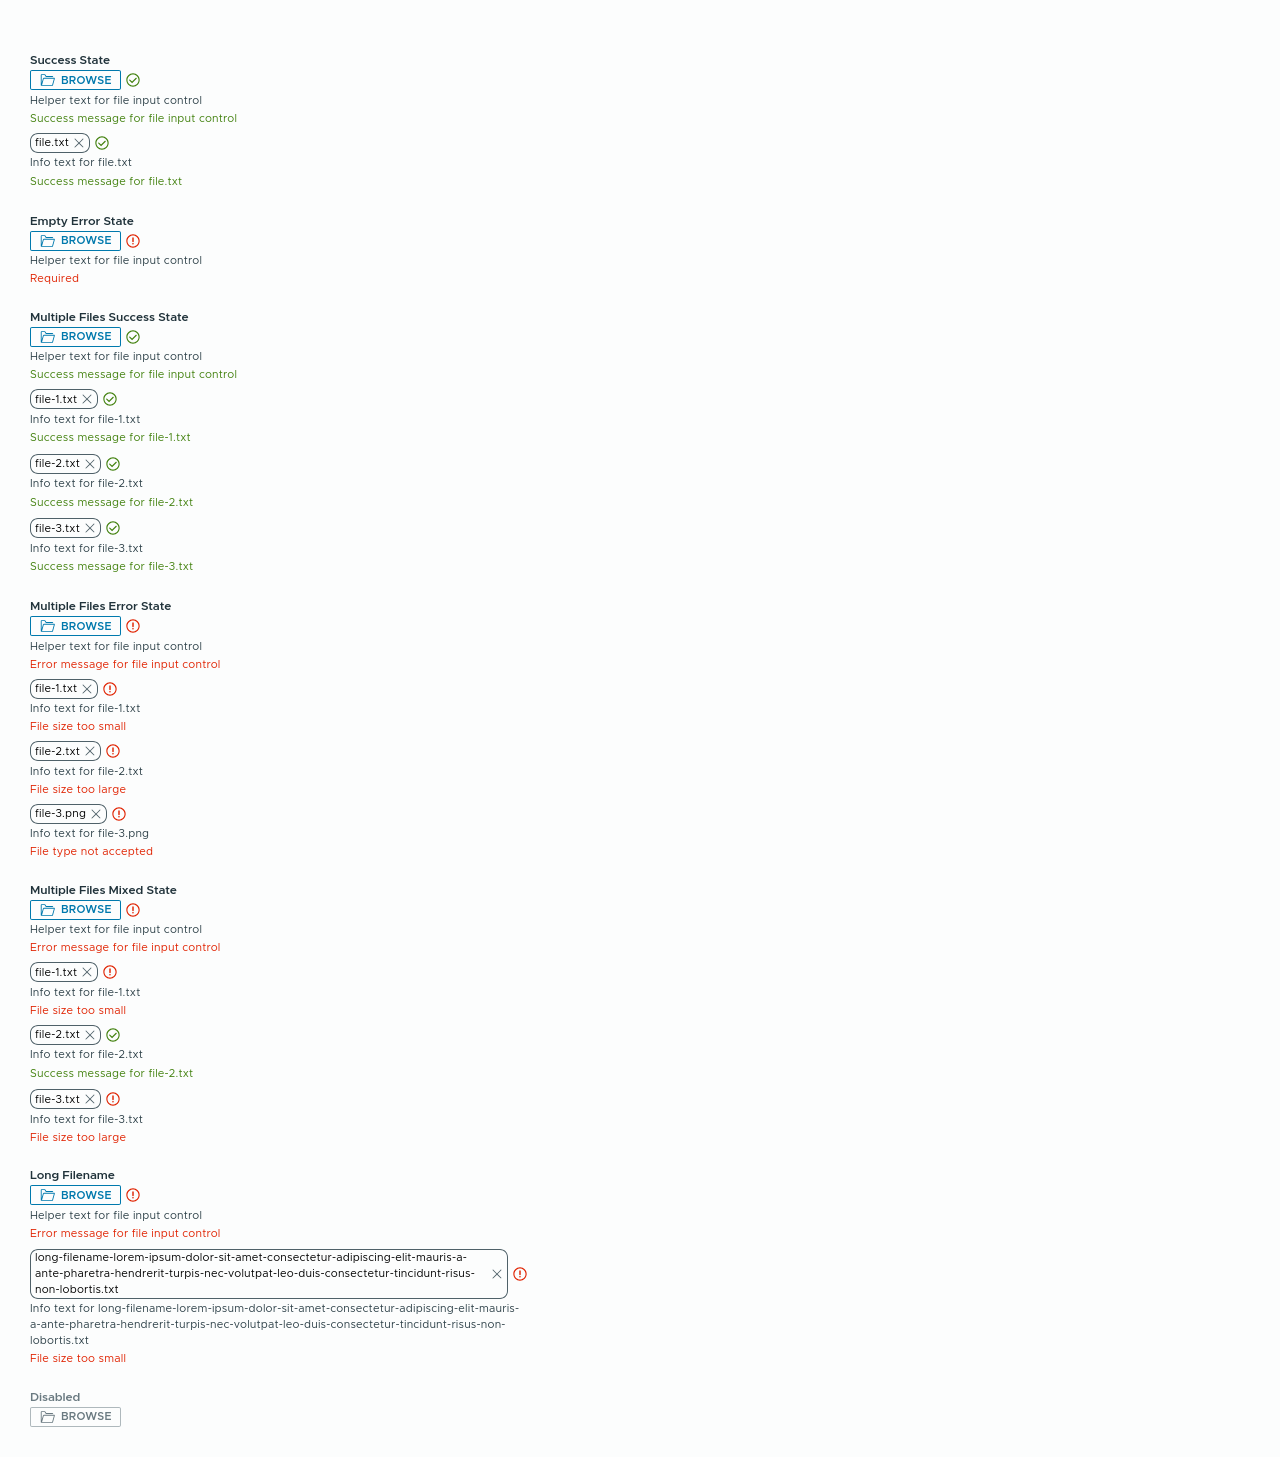 Success State
BROWSE
Helper text for file input control
Success message for file input control
file.txt
Info text for file.txt
Success message for file.txt
Empty Error State
BROWSE
Helper text for file input control
Required
Multiple Files Success State
BROWSE
Helper text for file input control
Success message for file input control
file-1.txt
Info text for file-1.txt
Success message for file-1.txt
file-2.txt
Info text for file-2.txt
Success message for file-2.txt
file-3.txt
Info text for file-3.txt
Success message for file-3.txt
Multiple Files Error State
BROWSE
Helper text for file input control
Error message for file input control
file-1.txt
Info text for file-1.txt
File size too small
file-2.txt
Info text for file-2.txt
File size too large
file-3.png
Info text for file-3.png
File type not accepted
Multiple Files Mixed State
BROWSE
Helper text for file input control
Error message for file input control
file-1.txt
Info text for file-1.txt
File size too small
file-2.txt
Info text for file-2.txt
Success message for file-2.txt
file-3.txt
Info text for file-3.txt
File size too large
Long Filename
BROWSE
Helper text for file input control
Error message for file input control
long-filename-lorem-ipsum-dolor-sit-amet-consectetur-adipiscing-elit-mauris-a-
ante-pharetra-hendrerit-turpis-nec-volutpat-leo-duis-consectetur-tincidunt-risus-
non-lobortis.txt
Info text for long-filename-lorem-ipsum-dolor-sit-amet-consectetur-adipiscing-elit-mauris-
a-ante-pharetra-hendrerit-turpis-nec-volutpat-leo-duis-consectetur-tincidunt-risus-non-
lobortis.txt
File size too small
Disabled
BROWSE